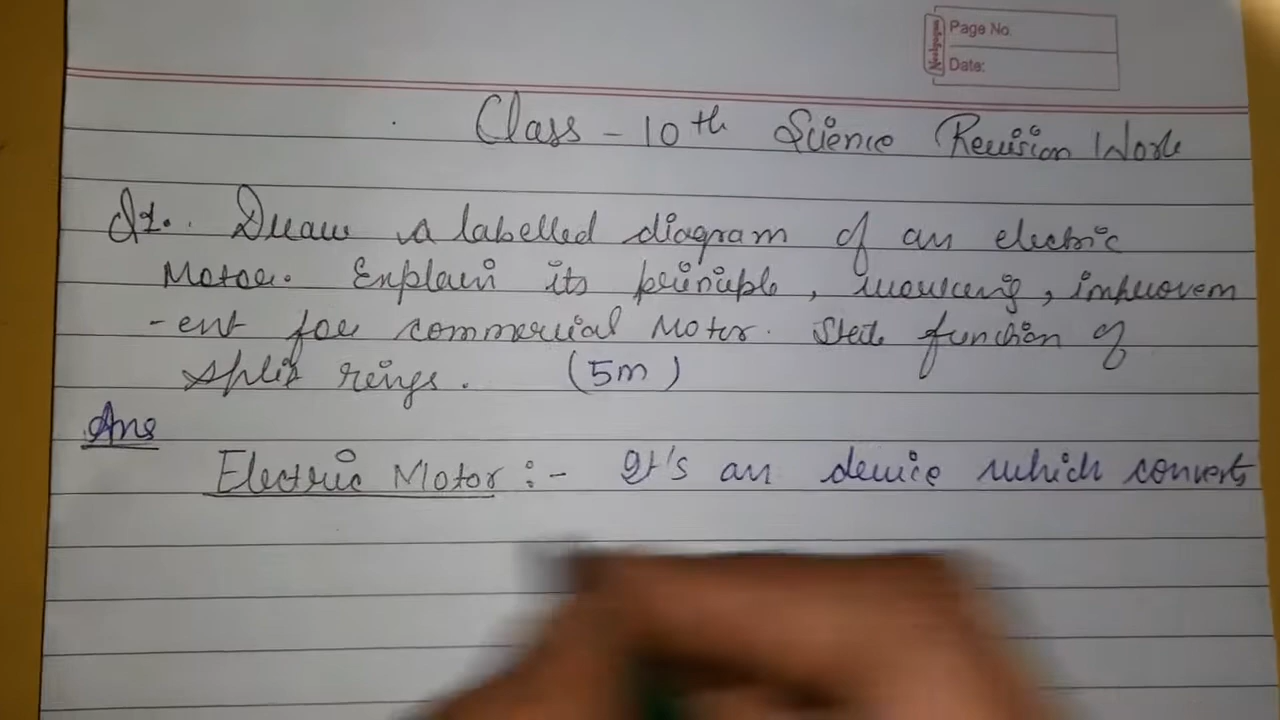 Page No.
Date:
Class - 10th Science Revision Work
Q1. Draw a labelled diagram of an electric
Motor. Explain its principle, working, improvem
-ent for commercial Motor. State function of
split rings. (5m)
Ans
Electric Motor :- It's an device which converts